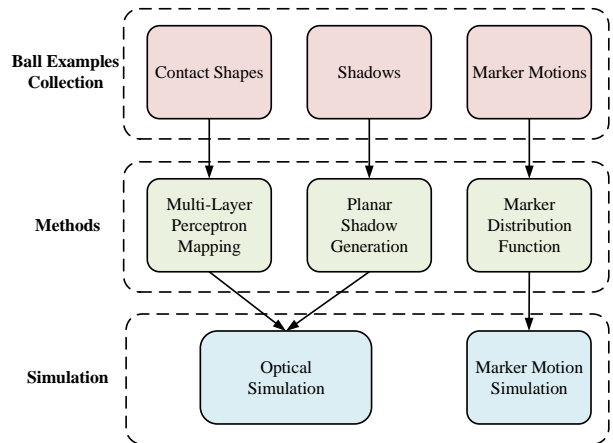 Ball Examples
Collection
Contact Shapes
Shadows
Marker Motions
Methods
Multi-Layer
Perceptron
Mapping
Planar
Shadow
Generation
Marker
Distribution
Function
Simulation
Optical
Simulation
Marker Motion
Simulation